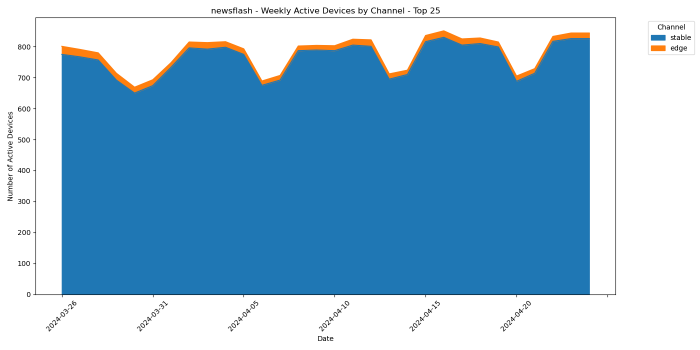 newsflash - Weekly Active Devices by Channel - Top 25
Channel
stable
edge
Number of Active Devices
800
700
600
500
400
300
200
100
0
2024-03-26
2024-03-31
2024-04-05
2024-04-10
2024-04-15
2024-04-20
Date